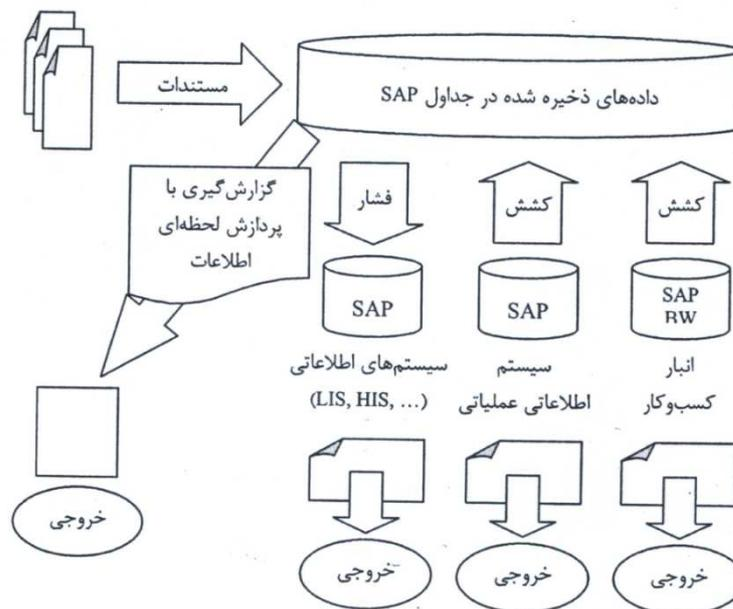 مستندات
داده‌های ذخیره شده در جداول SAP
گزارش‌گیری با
پردازش لحظه‌ای
اطلاعات
فشار
کشش
کشش
SAP
SAP
SAP
BW
سیستم‌های اطلاعاتی
(LIS, HIS, ...)
سیستم
اطلاعاتی عملیاتی
انبار
کسب‌وکار
خروجی
خروجی
خروجی
خروجی